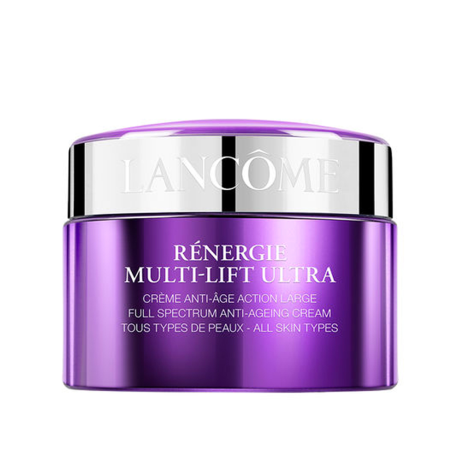 LANCÔME
RÉNERGIE
MULTI-LIFT ULTRA
CRÈME ANTI-ÂGE ACTION LARGE
FULL SPECTRUM ANTI-AGEING CREAM
TOUS TYPES DE PEAUX - ALL SKIN TYPES